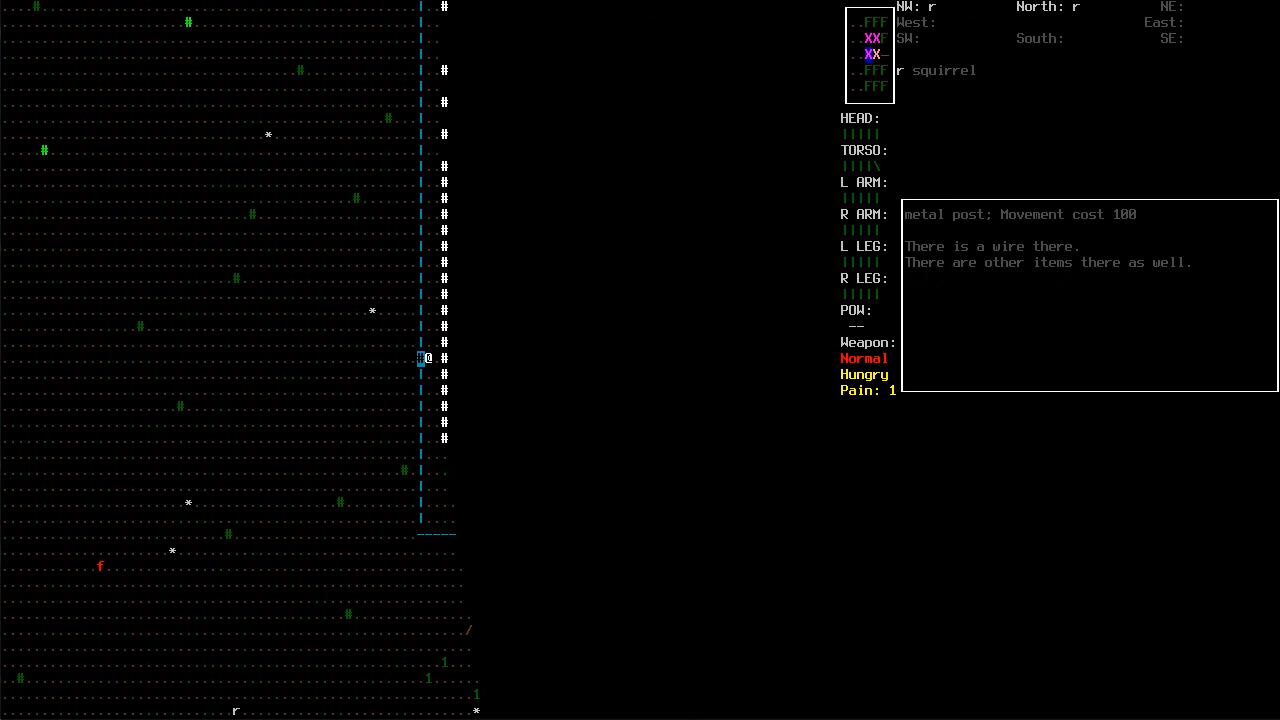 NW: r North: r NE:
West: East:
SW: South: SE:
r squirrel
HEAD:
|||||
TORSO:
||||\
L ARM:
|||||
R ARM:
|||||
L LEG:
|||||
R LEG:
|||||
POW:
--
Weapon:
Normal
Hungry
Pain: 1
metal post; Movement cost 100
There is a wire there.
There are other items there as well.